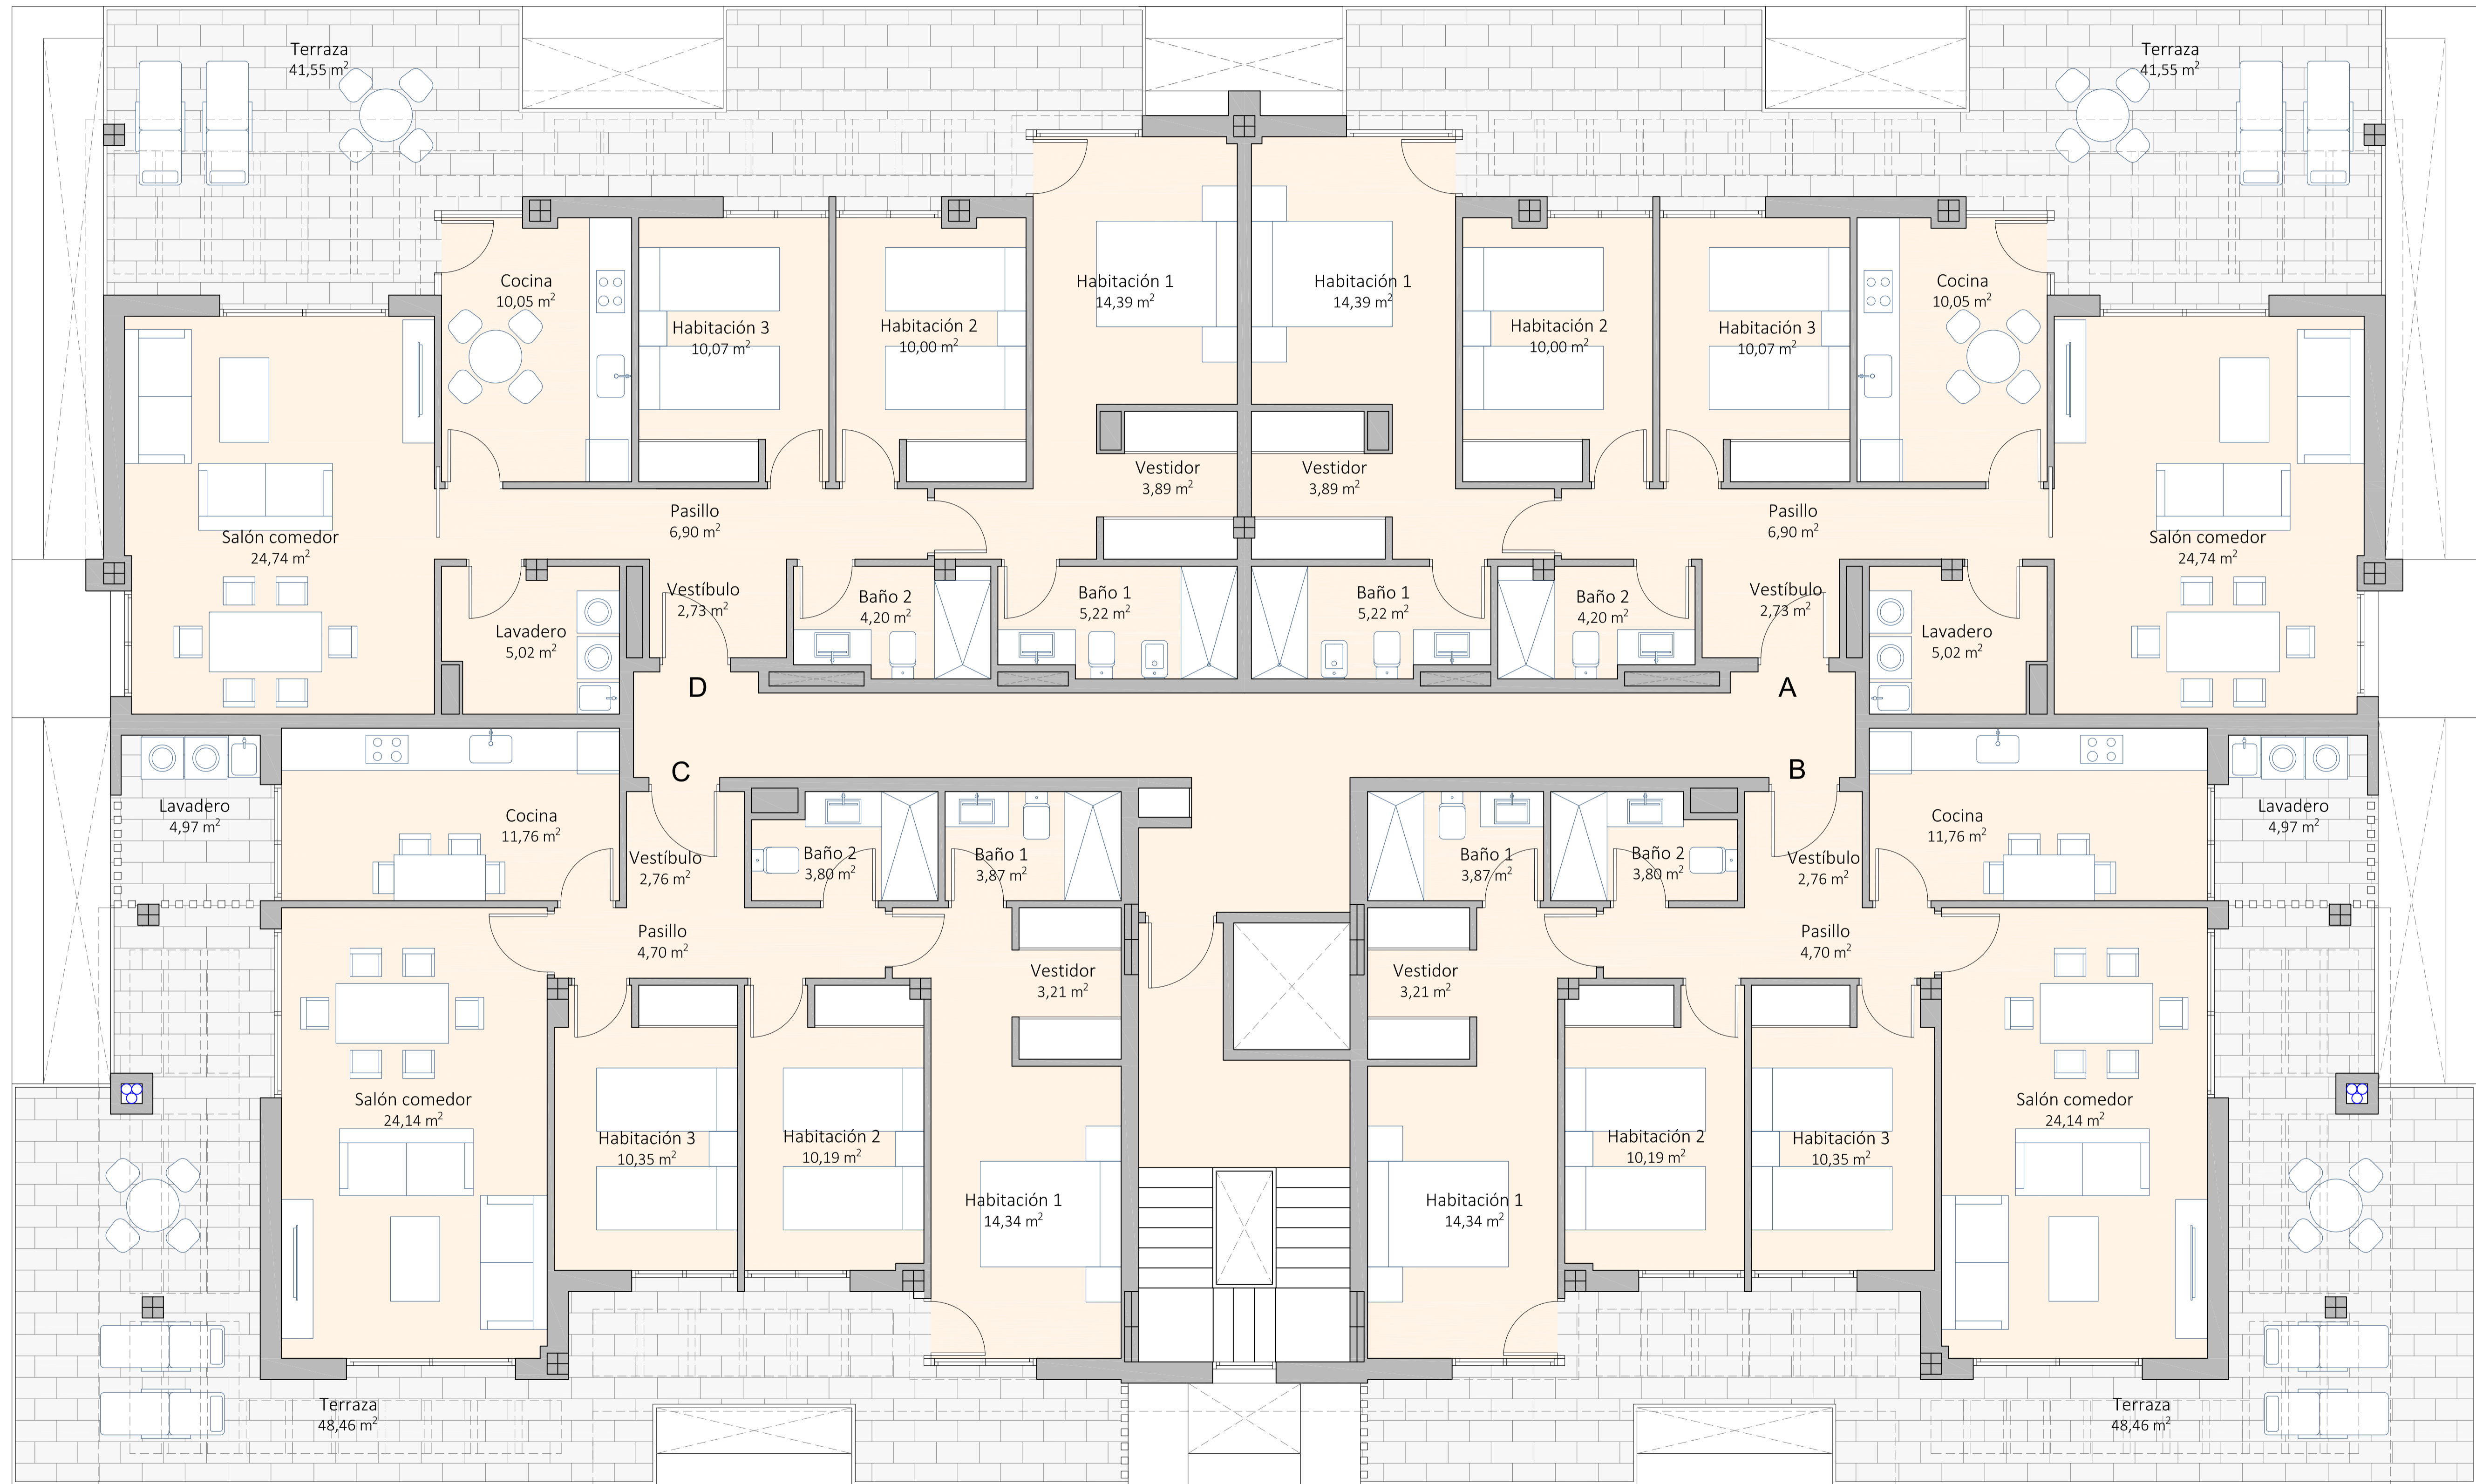 Terraza
41,55 m²
Terraza
41,55 m²
Cocina
10,05 m²
Habitación 3
10,07 m²
Habitación 2
10,00 m²
Habitación 1
14,39 m²
Habitación 1
14,39 m²
Habitación 2
10,00 m²
Habitación 3
10,07 m²
Cocina
10,05 m²
Vestidor
3,89 m²
Vestidor
3,89 m²
Salón comedor
24,74 m²
Pasillo
6,90 m²
Pasillo
6,90 m²
Salón comedor
24,74 m²
Lavadero
5,02 m²
Vestíbulo
2,73 m²
Baño 2
4,20 m²
Baño 1
5,22 m²
Baño 1
5,22 m²
Baño 2
4,20 m²
Vestíbulo
2,73 m²
Lavadero
5,02 m²
D
A
C
B
Lavadero
4,97 m²
Cocina
11,76 m²
Vestíbulo
2,76 m²
Baño 2
3,80 m²
Baño 1
3,87 m²
Baño 1
3,87 m²
Baño 2
3,80 m²
Vestíbulo
2,76 m²
Cocina
11,76 m²
Lavadero
4,97 m²
Pasillo
4,70 m²
Vestidor
3,21 m²
Vestidor
3,21 m²
Pasillo
4,70 m²
Salón comedor
24,14 m²
Habitación 3
10,35 m²
Habitación 2
10,19 m²
Habitación 1
14,34 m²
Habitación 1
14,34 m²
Habitación 2
10,19 m²
Habitación 3
10,35 m²
Salón comedor
24,14 m²
Terraza
48,46 m²
Terraza
48,46 m²